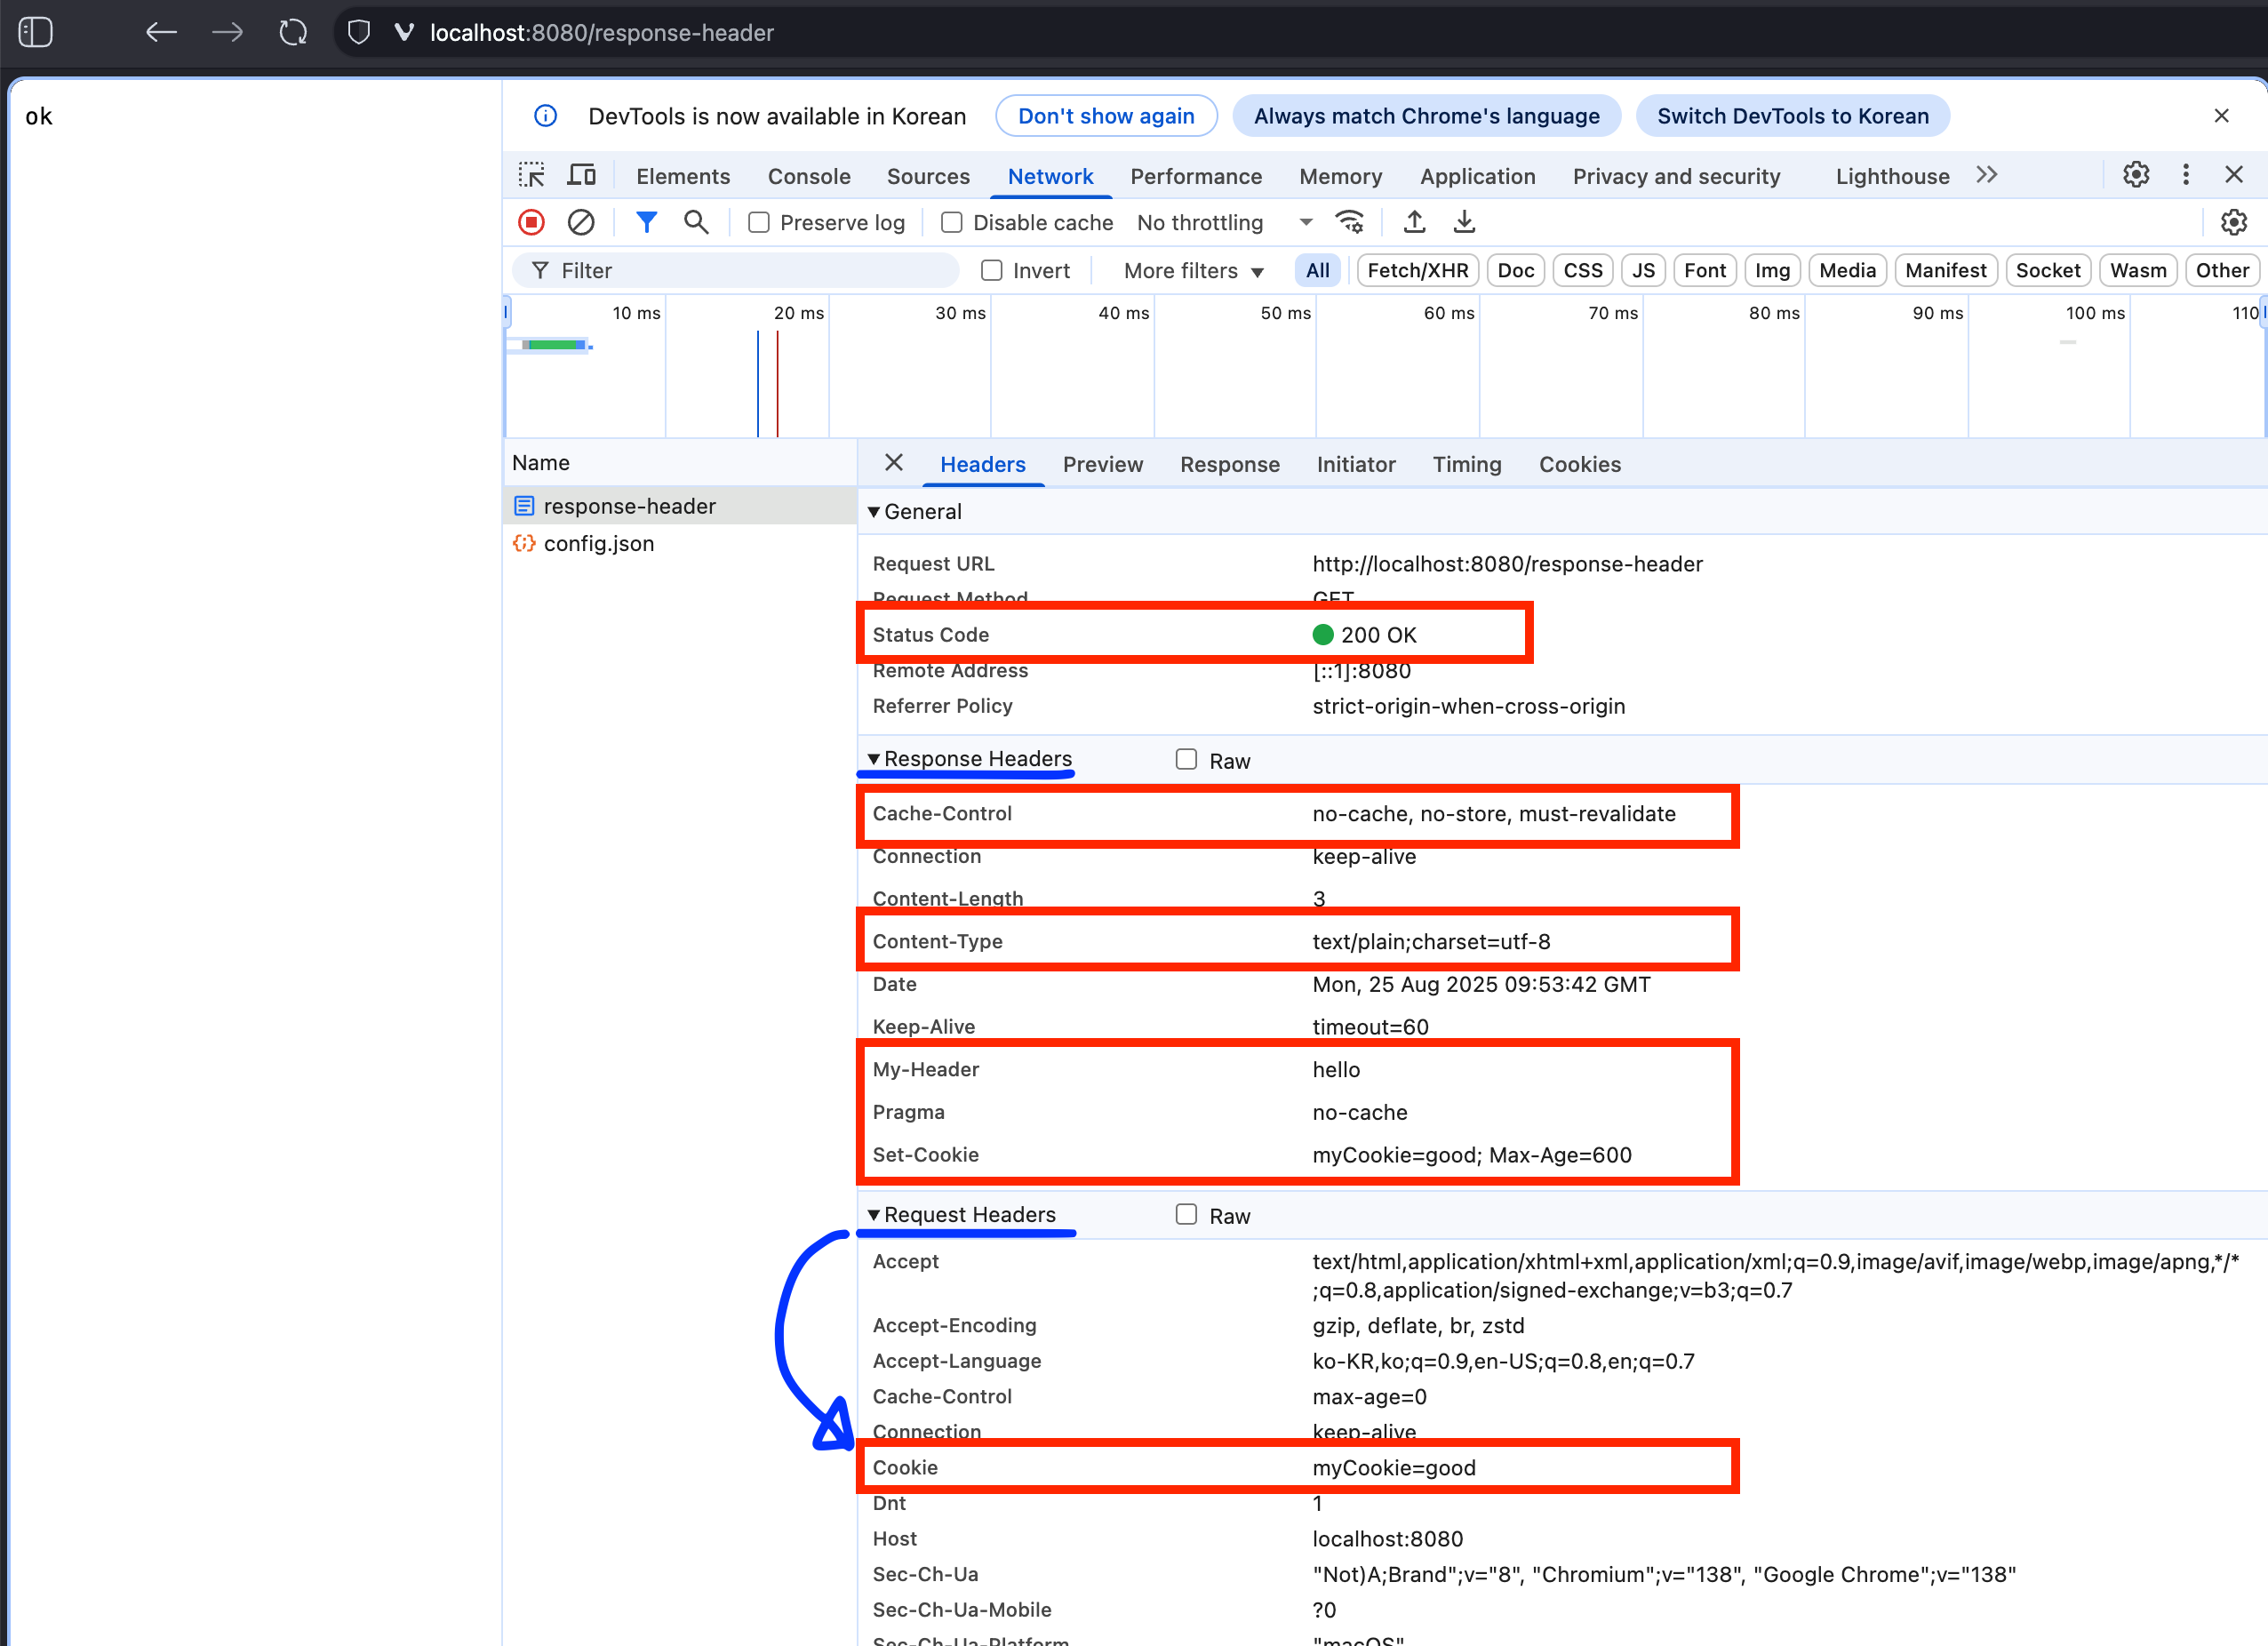 localhost:8080/response-header
ok
DevTools is now available in Korean Don't show again Always match Chrome's language Switch DevTools to Korean
Elements Console Sources Network Performance Memory Application Privacy and security Lighthouse
Preserve log Disable cache No throttling
Filter Invert More filters All Fetch/XHR Doc CSS JS Font Img Media Manifest Socket Wasm Other
10 ms 20 ms 30 ms 40 ms 50 ms 60 ms 70 ms 80 ms 90 ms 100 ms 110
Name Headers Preview Response Initiator Timing Cookies
response-header
config.json
General
Request URL http://localhost:8080/response-header
Request Method GET
Status Code 200 OK
Remote Address [::1]:8080
Referrer Policy strict-origin-when-cross-origin
Response Headers Raw
Cache-Control no-cache, no-store, must-revalidate
Connection keep-alive
Content-Length 3
Content-Type text/plain;charset=utf-8
Date Mon, 25 Aug 2025 09:53:42 GMT
Keep-Alive timeout=60
My-Header hello
Pragma no-cache
Set-Cookie myCookie=good; Max-Age=600
Request Headers Raw
Accept text/html,application/xhtml+xml,application/xml;q=0.9,image/avif,image/webp,image/apng,*/*
;q=0.8,application/signed-exchange;v=b3;q=0.7
Accept-Encoding gzip, deflate, br, zstd
Accept-Language ko-KR,ko;q=0.9,en-US;q=0.8,en;q=0.7
Cache-Control max-age=0
Connection keep-alive
Cookie myCookie=good
Dnt 1
Host localhost:8080
Sec-Ch-Ua "Not)A;Brand";v="8", "Chromium";v="138", "Google Chrome";v="138"
Sec-Ch-Ua-Mobile ?0
Sec-Ch-Ua-Platform "macOS"